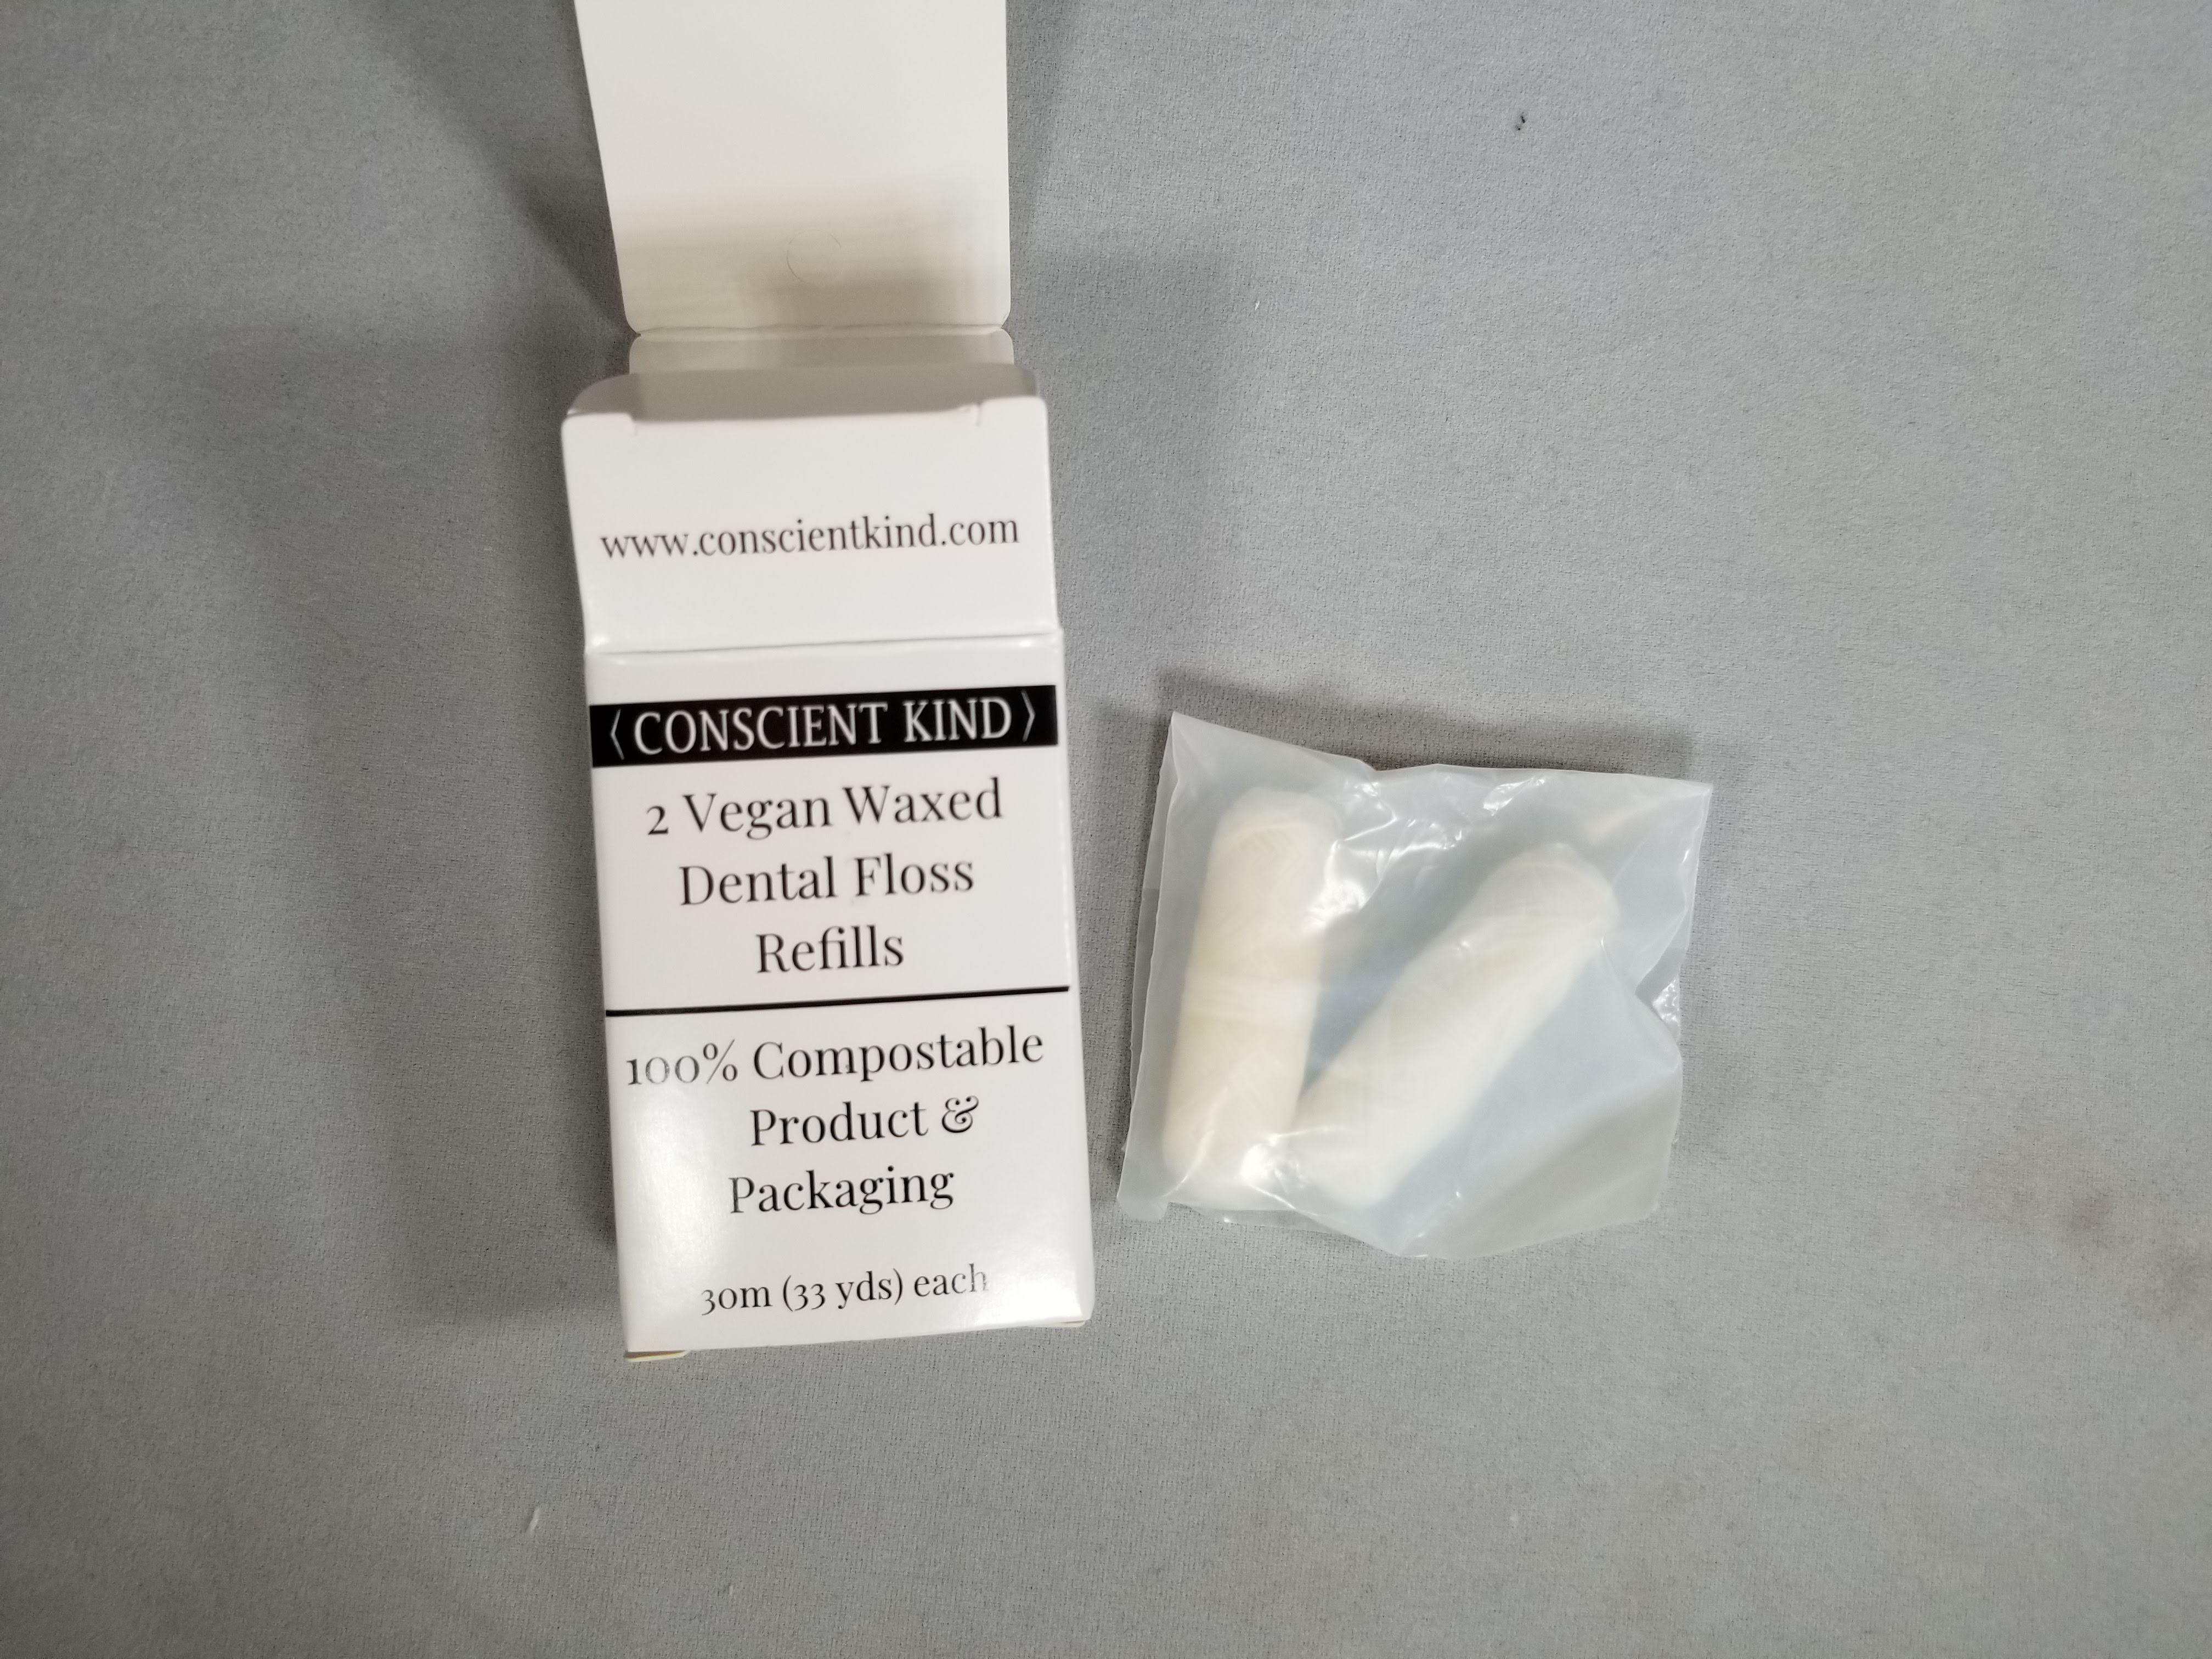 www.conscientkind.com
⟨CONSCIENT KIND⟩
2 Vegan Waxed
Dental Floss
Refills
100% Compostable
Product &
Packaging
30m (33 yds) each